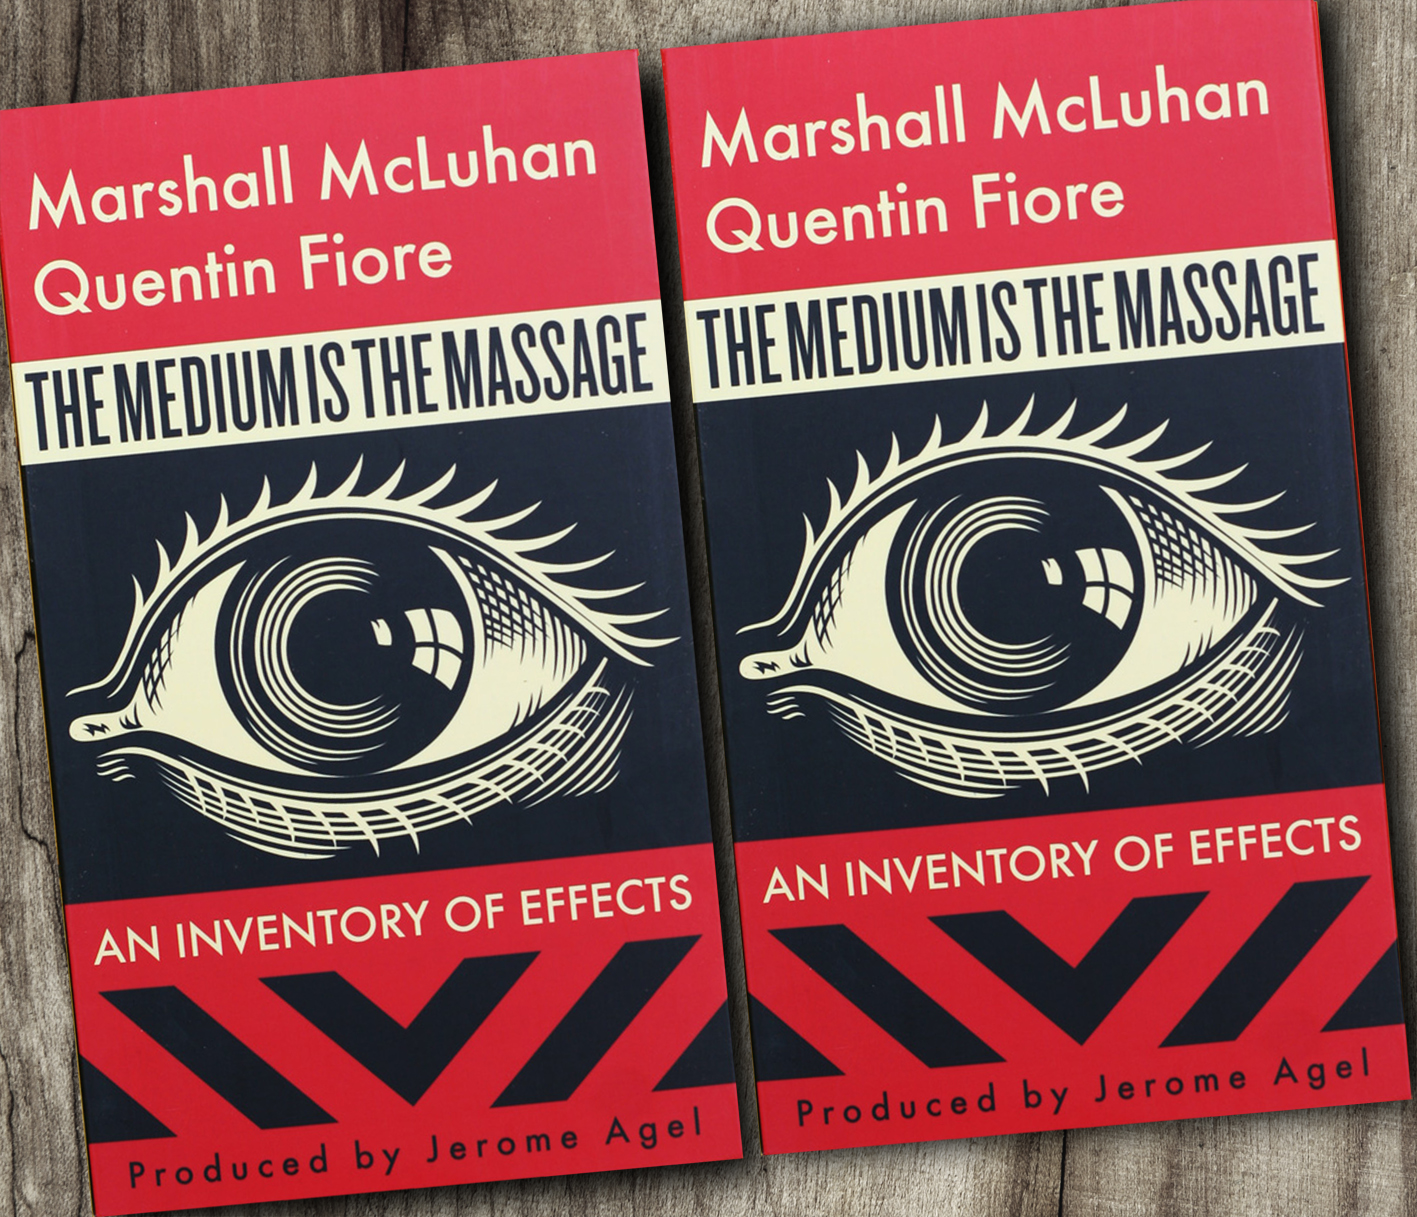 Marshall McLuhan
Quentin Fiore
THE MEDIUM IS THE MASSAGE
AN INVENTORY OF EFFECTS
Produced by Jerome Agel
Marshall McLuhan
Quentin Fiore
THE MEDIUM IS THE MASSAGE
AN INVENTORY OF EFFECTS
Produced by Jerome Agel